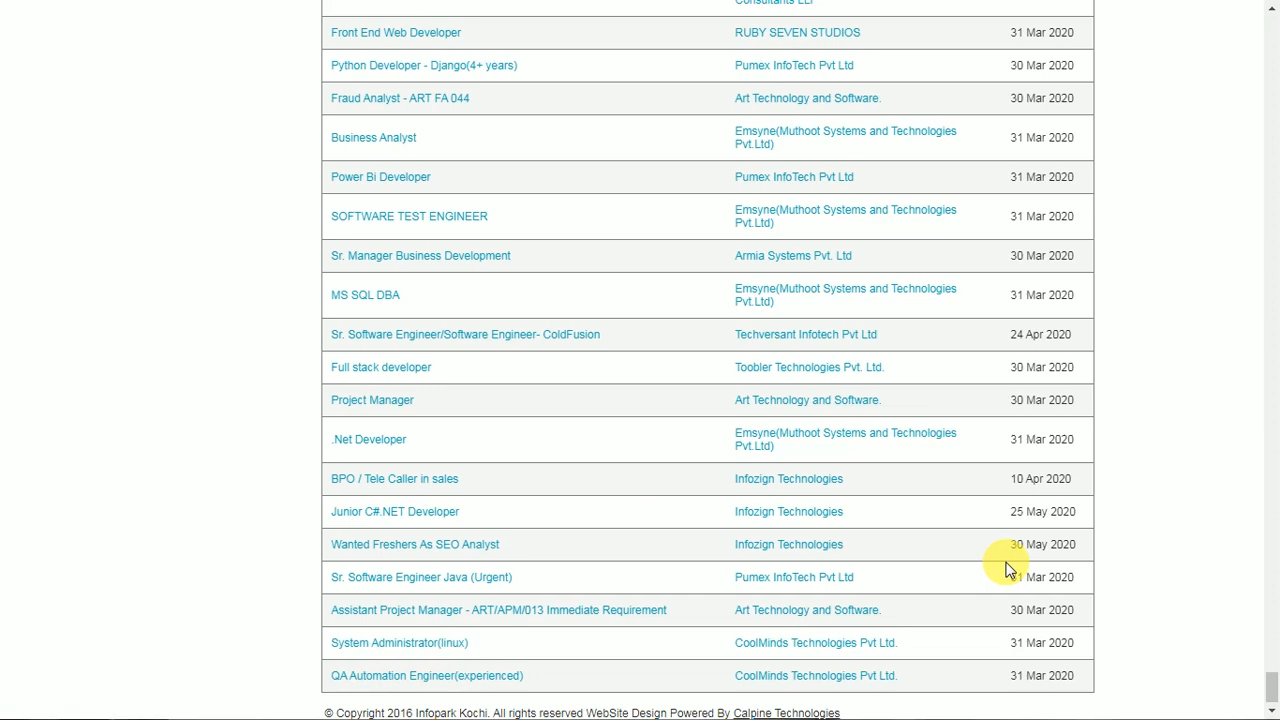 Consultants LLP
Front End Web Developer RUBY SEVEN STUDIOS 31 Mar 2020
Python Developer - Django(4+ years) Pumex InfoTech Pvt Ltd 30 Mar 2020
Fraud Analyst - ART FA 044 Art Technology and Software. 30 Mar 2020
Business Analyst Emsyne(Muthoot Systems and Technologies 31 Mar 2020
Pvt.Ltd)
Power Bi Developer Pumex InfoTech Pvt Ltd 31 Mar 2020
SOFTWARE TEST ENGINEER Emsyne(Muthoot Systems and Technologies 31 Mar 2020
Pvt.Ltd)
Sr. Manager Business Development Armia Systems Pvt. Ltd 30 Mar 2020
MS SQL DBA Emsyne(Muthoot Systems and Technologies 31 Mar 2020
Pvt.Ltd)
Sr. Software Engineer/Software Engineer- ColdFusion Techversant Infotech Pvt Ltd 24 Apr 2020
Full stack developer Toobler Technologies Pvt. Ltd. 30 Mar 2020
Project Manager Art Technology and Software. 30 Mar 2020
.Net Developer Emsyne(Muthoot Systems and Technologies 31 Mar 2020
Pvt.Ltd)
BPO / Tele Caller in sales Infozign Technologies 10 Apr 2020
Junior C#.NET Developer Infozign Technologies 25 May 2020
Wanted Freshers As SEO Analyst Infozign Technologies 30 May 2020
Sr. Software Engineer Java (Urgent) Pumex InfoTech Pvt Ltd Mar 2020
Assistant Project Manager - ART/APM/013 Immediate Requirement Art Technology and Software. 30 Mar 2020
System Administrator(linux) CoolMinds Technologies Pvt Ltd. 31 Mar 2020
QA Automation Engineer(experienced) CoolMinds Technologies Pvt Ltd. 31 Mar 2020
© Copyright 2016 Infopark Kochi. All rights reserved WebSite Design Powered By Calpine Technologies